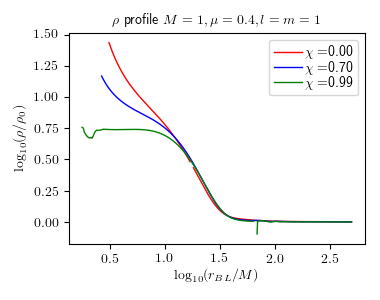 ρ profile M = 1, μ = 0.4, l = m = 1
1.50
1.25
1.00
0.75
0.50
0.25
0.00
log₁₀(ρ/ρ₀)
χ =0.00
χ =0.70
χ =0.99
0.5 1.0 1.5 2.0 2.5
log₁₀(r_{BL}/M)